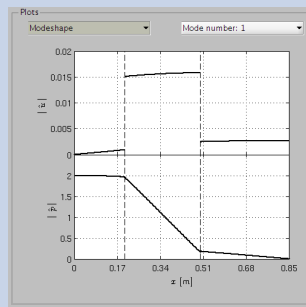 Plots
Modeshape
Mode number: 1
0.02
0.015
0.01
0.005
0
| û |
2
1.5
1
0.5
0
| p̂ |
0
0.17
0.34
0.51
0.68
0.85
x [m]